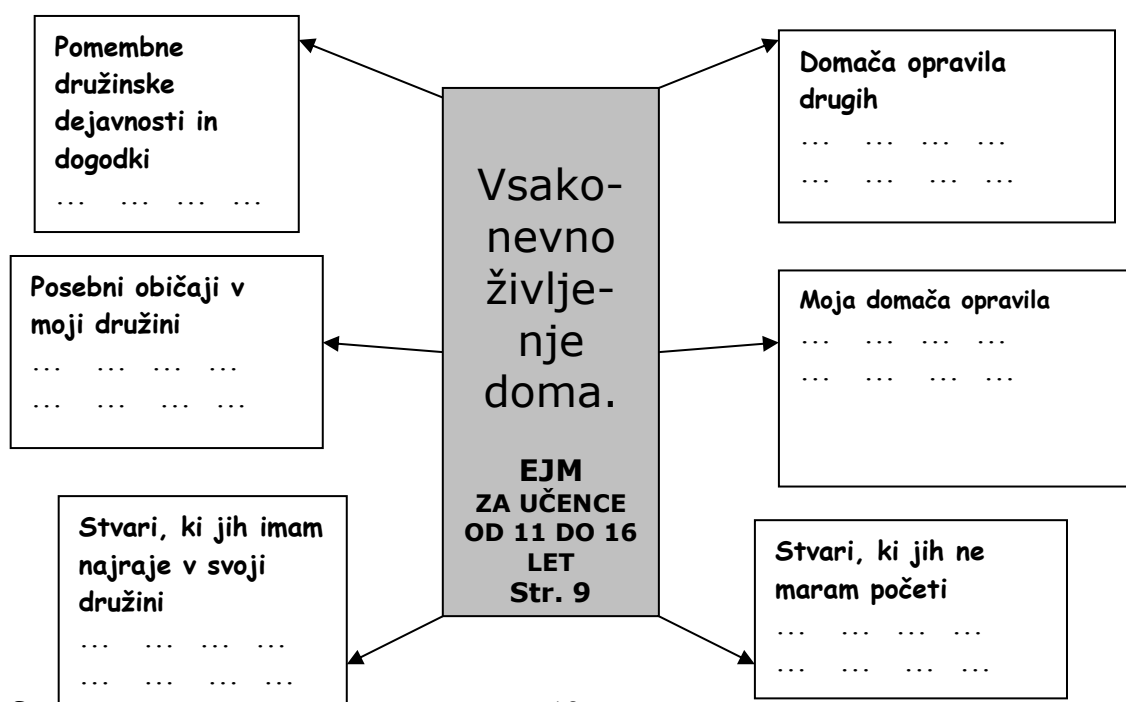 Pomembne
družinske
dejavnosti in
dogodki
... ... ... ...
Posebni običaji v
moji družini
... ... ... ...
... ... ... ...
Stvari, ki jih imam
najraje v svoji
družini
... ... ... ...
... ... ... ...
Vsako-
nevno
življe-
nje
doma.
EJM
ZA UČENCE
OD 11 DO 16
LET
Str. 9
Domača opravila
drugih
... ... ... ...
... ... ... ...
Moja domača opravila
... ... ... ...
... ... ... ...
Stvari, ki jih ne
maram početi
... ... ... ...
... ... ... ...